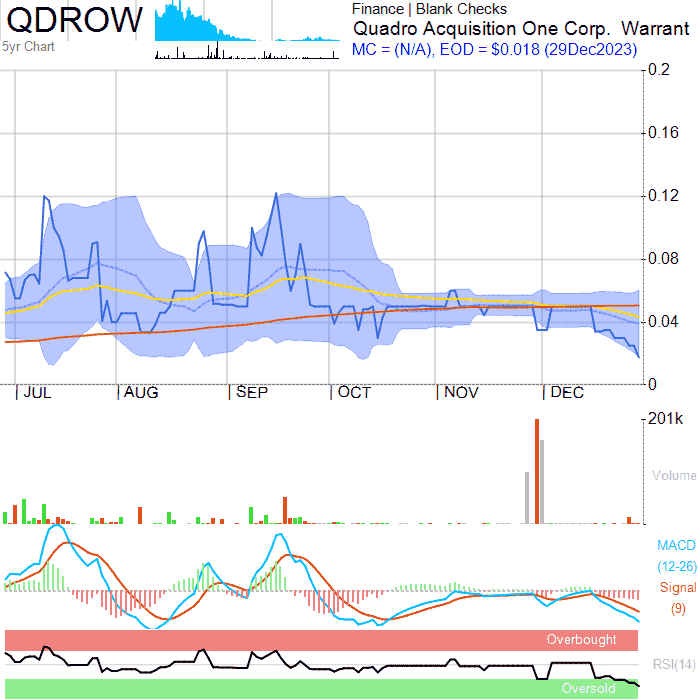 QDROW
5yr Chart
Finance | Blank Checks
Quadro Acquisition One Corp. Warrant
MC = (N/A), EOD = $0.018 (29Dec2023)
0.2
0.16
0.12
0.08
0.04
0
JUL AUG SEP OCT NOV DEC
201k
Volume
MACD
(12-26)
Signal
(9)
Overbought
RSI(14)
Oversold